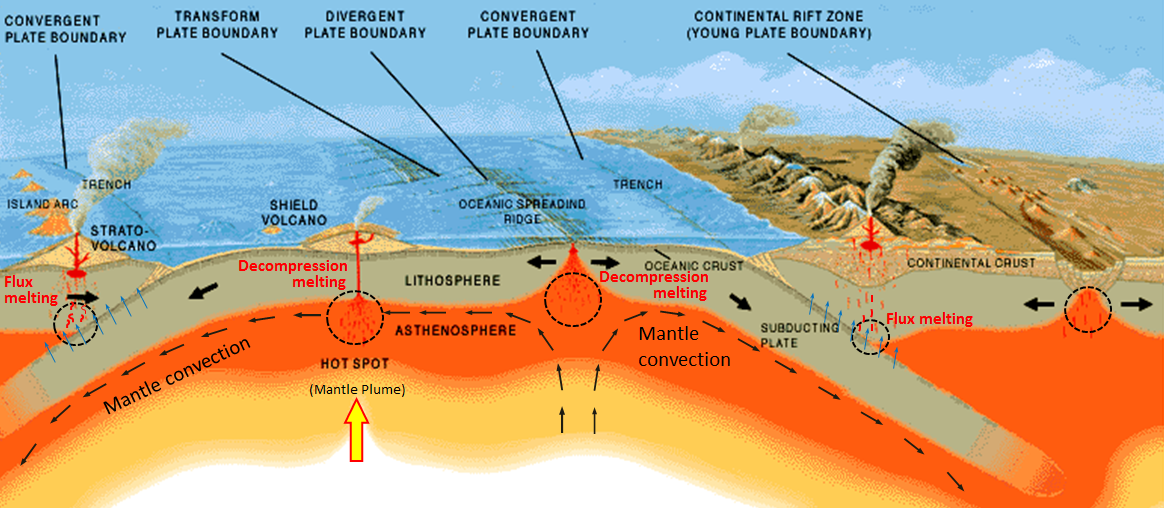 CONVERGENT
PLATE BOUNDARY
TRANSFORM
PLATE BOUNDARY
DIVERGENT
PLATE BOUNDARY
CONVERGENT
PLATE BOUNDARY
CONTINENTAL RIFT ZONE
(YOUNG PLATE BOUNDARY)
TRENCH
ISLAND ARC
STRATO-
VOLCANO
SHIELD
VOLCANO
OCEANIC SPREADING
RIDGE
TRENCH
Flux
melting
Decompression
melting
LITHOSPHERE
OCEANIC CRUST
Decompression
melting
CONTINENTAL CRUST
ASTHENOSPHERE
Mantle
convection
SUBDUCTING
PLATE
Flux melting
HOT SPOT
(Mantle Plume)
Mantle convection